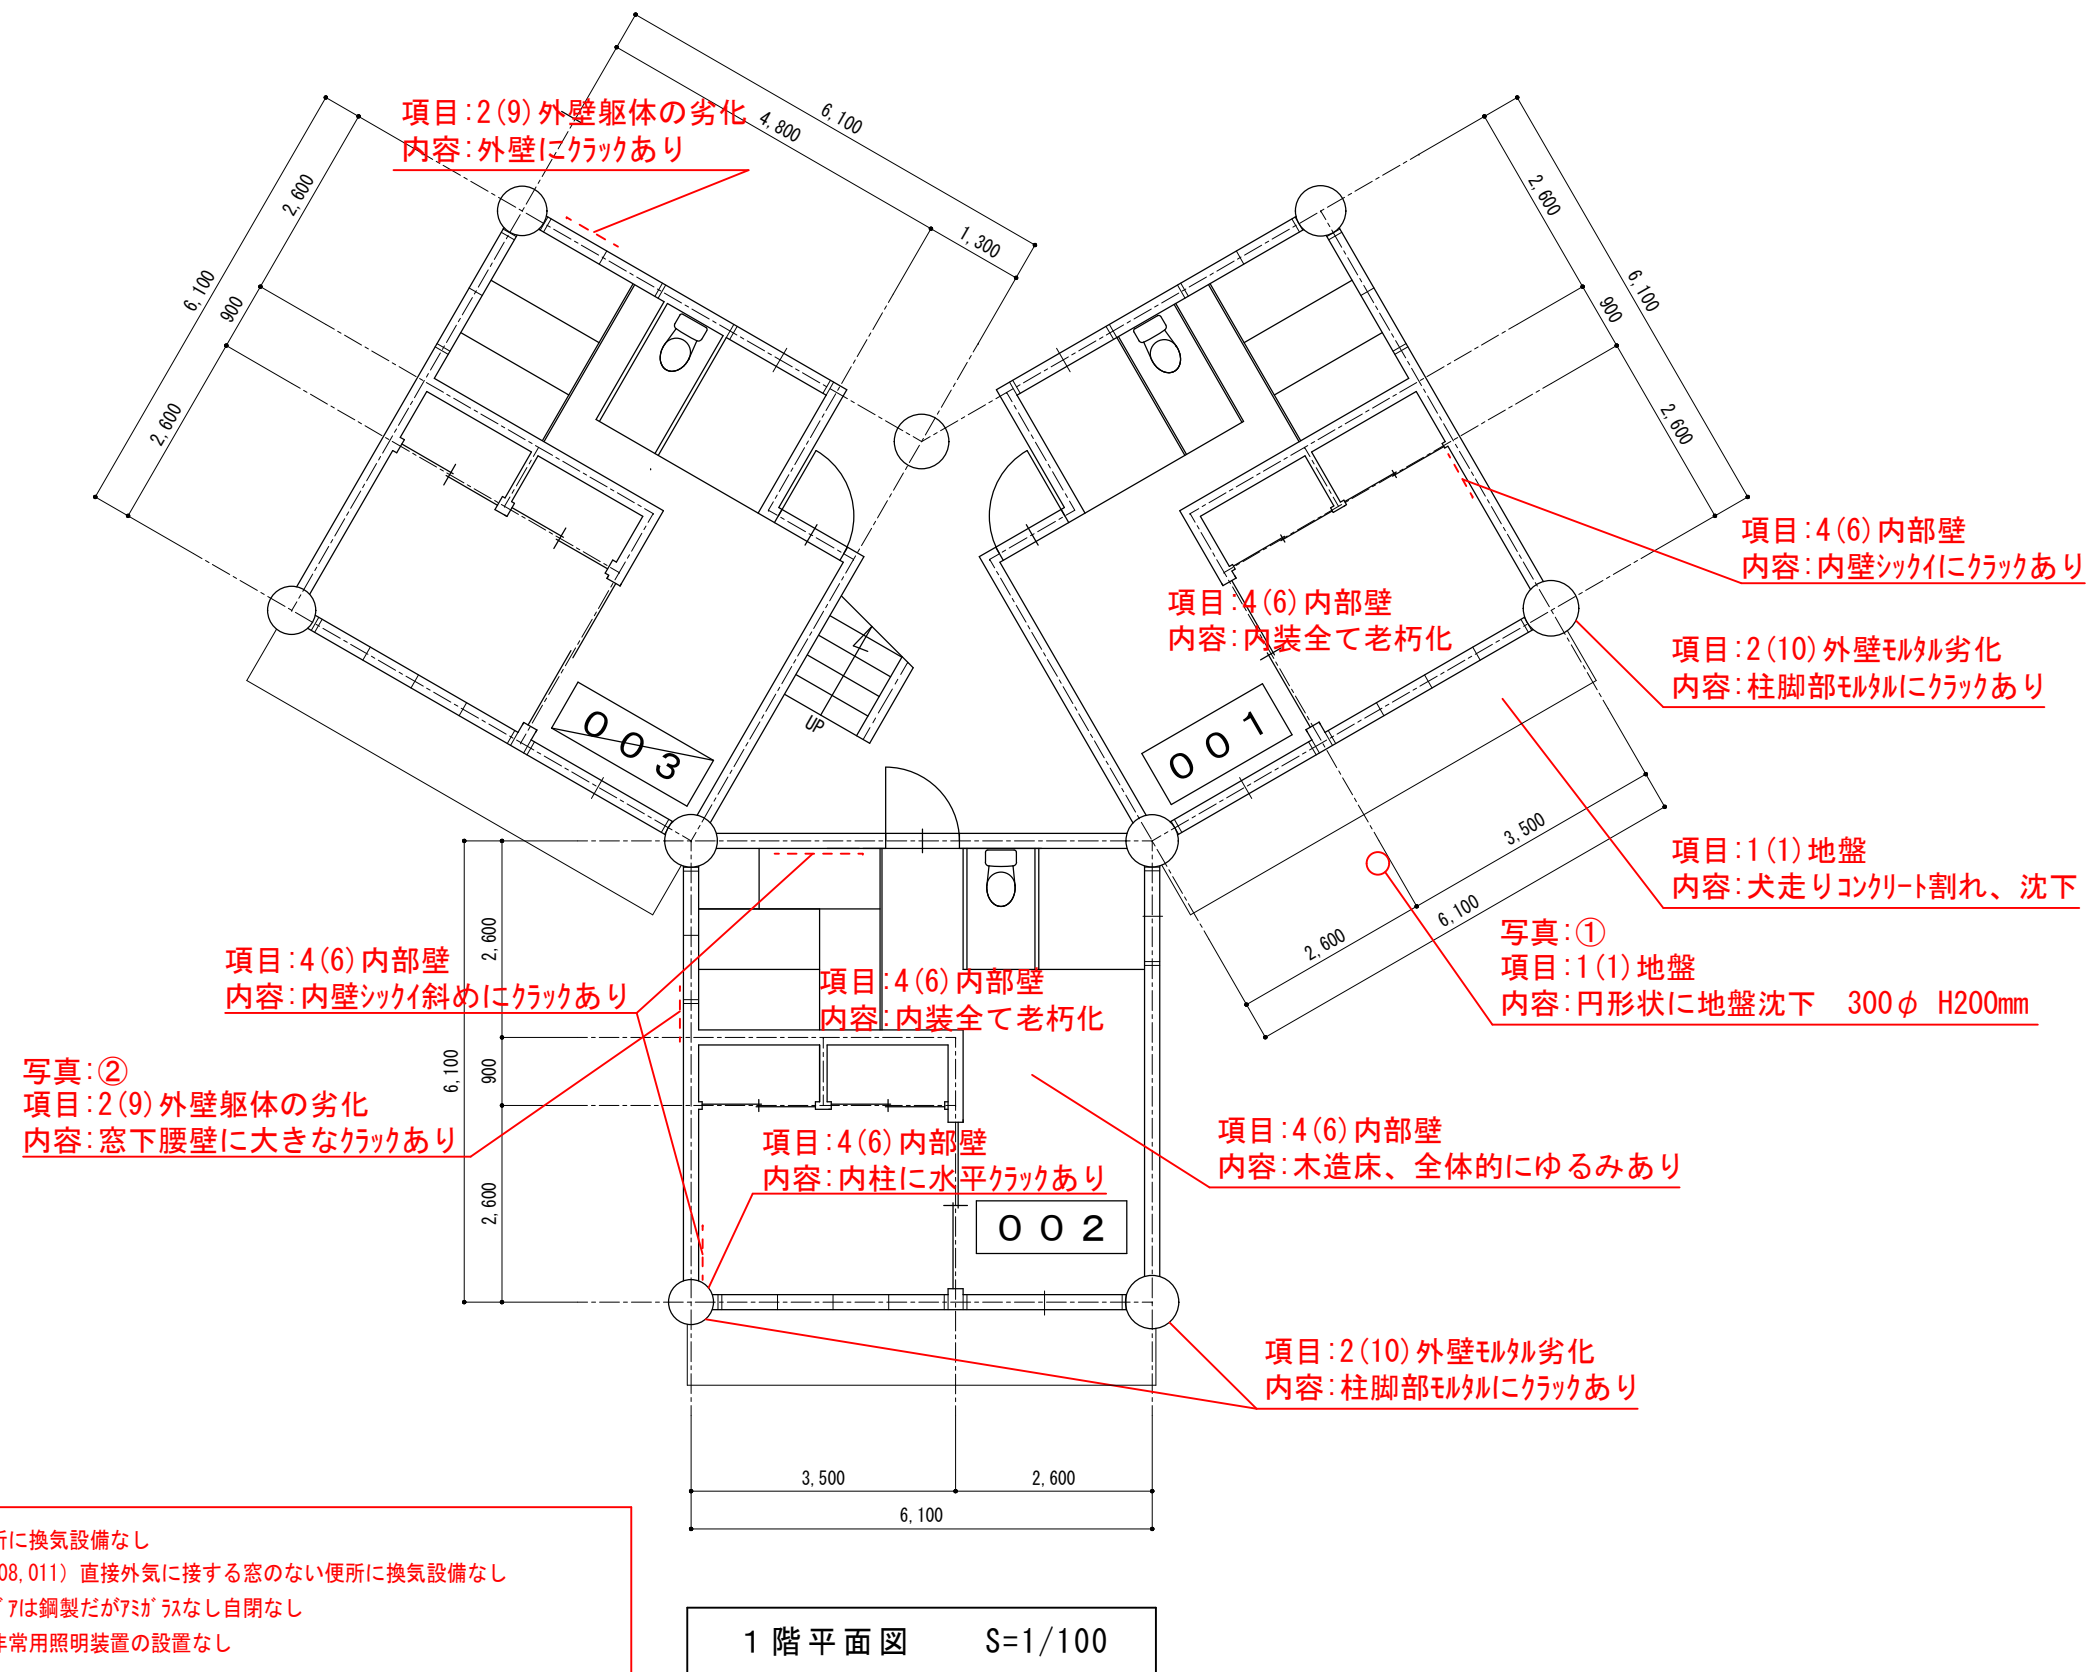 項目:2(9)外壁躯体の劣化
内容:外壁にクラックあり
6,100
4,800
1,300
2,600
900
2,600
6,100
2,600
900
2,600
6,100
項目:4(6)内部壁
内容:内壁シックイにクラックあり
項目:4(6)内部壁
内容:内装全て老朽化
項目:2(10)外壁モルタル劣化
内容:柱脚部モルタルにクラックあり
003
UP
001
3,500
2,600
6,100
項目:1(1)地盤
内容:犬走りコンクリート割れ、沈下
写真:①
項目:1(1)地盤
内容:円形状に地盤沈下 300φ H200mm
項目:4(6)内部壁
内容:内壁シックイ斜めにクラックあり
項目:4(6)内部壁
内容:内装全て老朽化
2,600
900
2,600
6,100
写真:②
項目:2(9)外壁躯体の劣化
内容:窓下腰壁に大きなクラックあり
項目:4(6)内部壁
内容:内柱に水平クラックあり
項目:4(6)内部壁
内容:木造床、全体的にゆるみあり
002
項目:2(10)外壁モルタル劣化
内容:柱脚部モルタルにクラックあり
3,500
2,600
6,100
所に換気設備なし
08,011) 直接外気に接する窓のない便所に換気設備なし
ドアは鋼製だがアミガラスなし自閉なし
非常用照明装置の設置なし
1階平面図 S=1/100